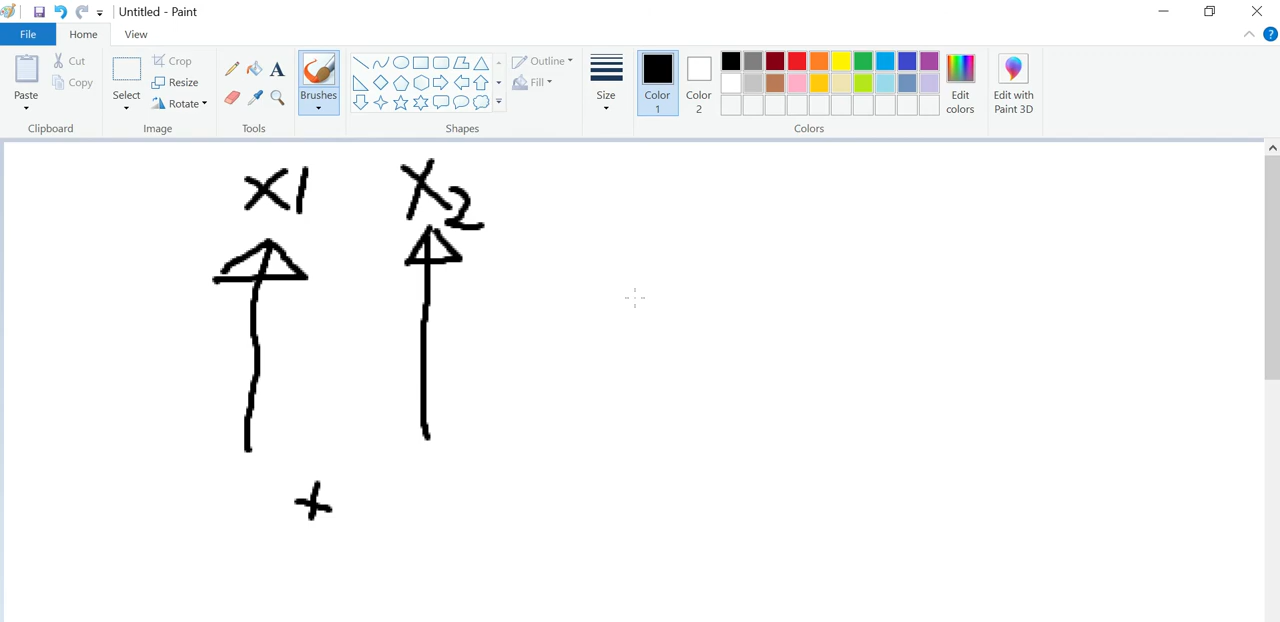 Untitled - Paint
File Home View
Paste Cut Copy Select Crop Resize Rotate A Brushes Outline Fill Size Color 1 Color 2 Edit colors Edit with Paint 3D
Clipboard Image Tools Shapes Colors
X1 X2
+